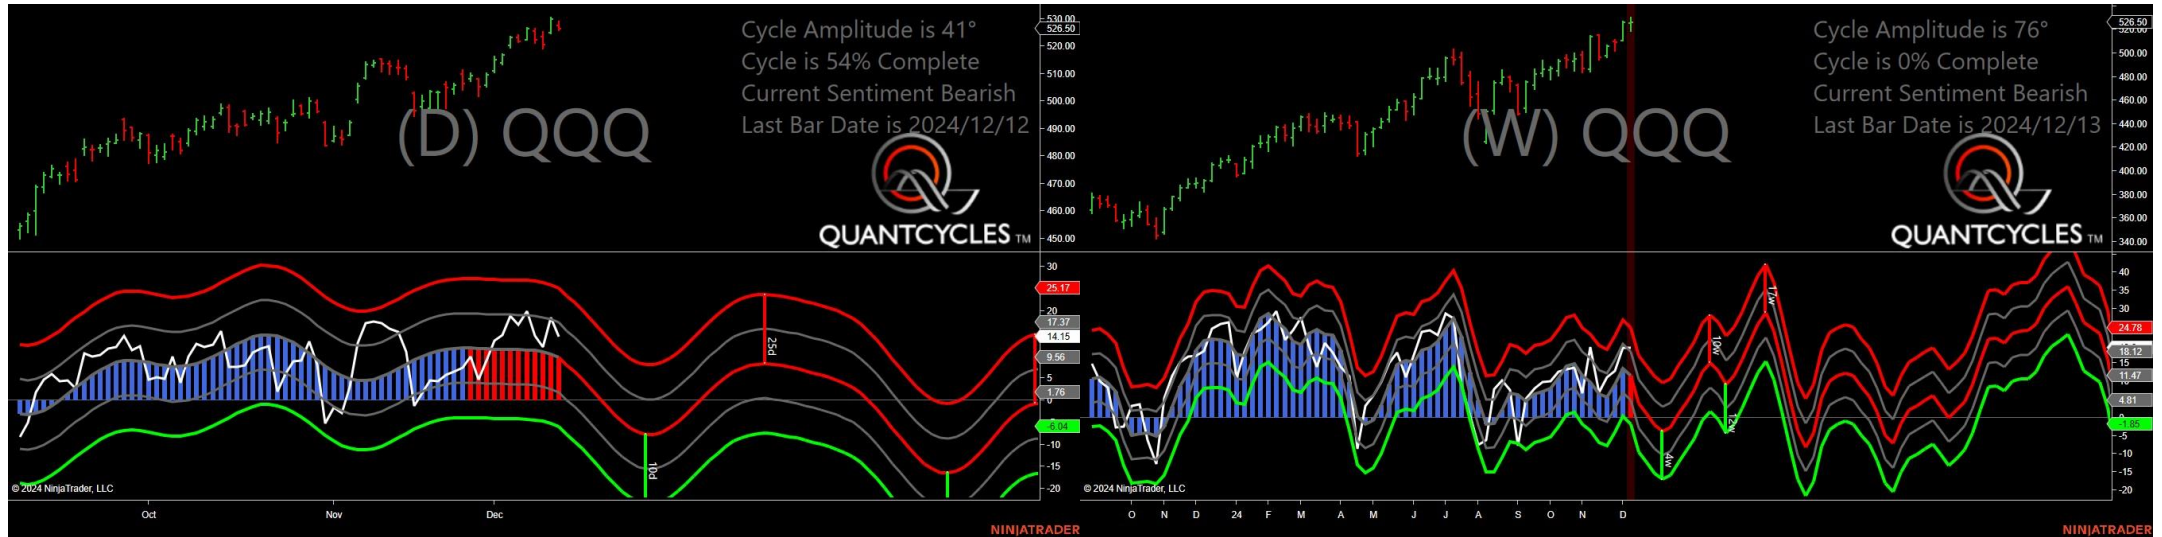 Cycle Amplitude is 41°
Cycle is 54% Complete
Current Sentiment Bearish
Last Bar Date is 2024/12/12
(D) QQQ
QUANTCYCLES TM
530.00
526.50
520.00
510.00
500.00
490.00
480.00
470.00
460.00
450.00
30
25.17
20
17.37
14.15
9.56
5
1.76
0
-6.04
-10
-15
-20
25d
10d
© 2024 NinjaTrader, LLC
Oct Nov Dec
NINJATRADER
Cycle Amplitude is 76°
Cycle is 0% Complete
Current Sentiment Bearish
Last Bar Date is 2024/12/13
(W) QQQ
QUANTCYCLES TM
526.50
520.00
500.00
480.00
460.00
440.00
420.00
400.00
380.00
360.00
340.00
40
35
30
24.78
18.12
15
11.47
4.81
-1.85
-5
-10
-15
-20
17w
10w
12w
4w
© 2024 NinjaTrader, LLC
O N D 24 F M A M J J A S O N D
NINJATRADER